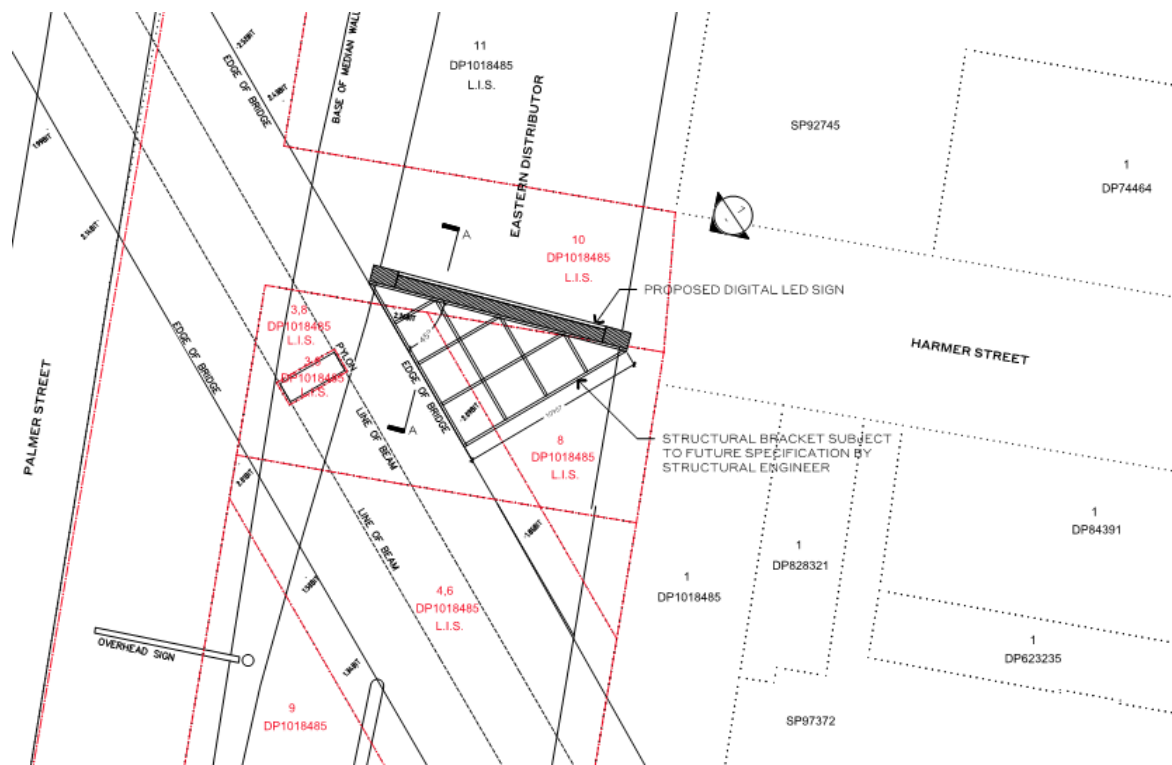 11
DP1018485
L.I.S.
EASTERN DISTRIBUTOR
BASE OF MEDIAN WALL
EDGE OF BRIDGE
SP92745
1
DP74464
A
10
DP1018485
L.I.S.
PROPOSED DIGITAL LED SIGN
HARMER STREET
3,8
DP1018485
L.I.S.
DP1018485
L.I.S.
PYLON
45°
EDGE OF BRIDGE
EDGE OF BRIDGE
LINE OF BEAM
A
PALMER STREET
8
DP1018485
L.I.S.
STRUCTURAL BRACKET SUBJECT
TO FUTURE SPECIFICATION BY
STRUCTURAL ENGINEER
LINE OF BEAM
1
DP84391
1
DP828321
1
DP1018485
4,6
DP1018485
L.I.S.
OVERHEAD SIGN
1
DP623235
9
DP1018485
SP97372